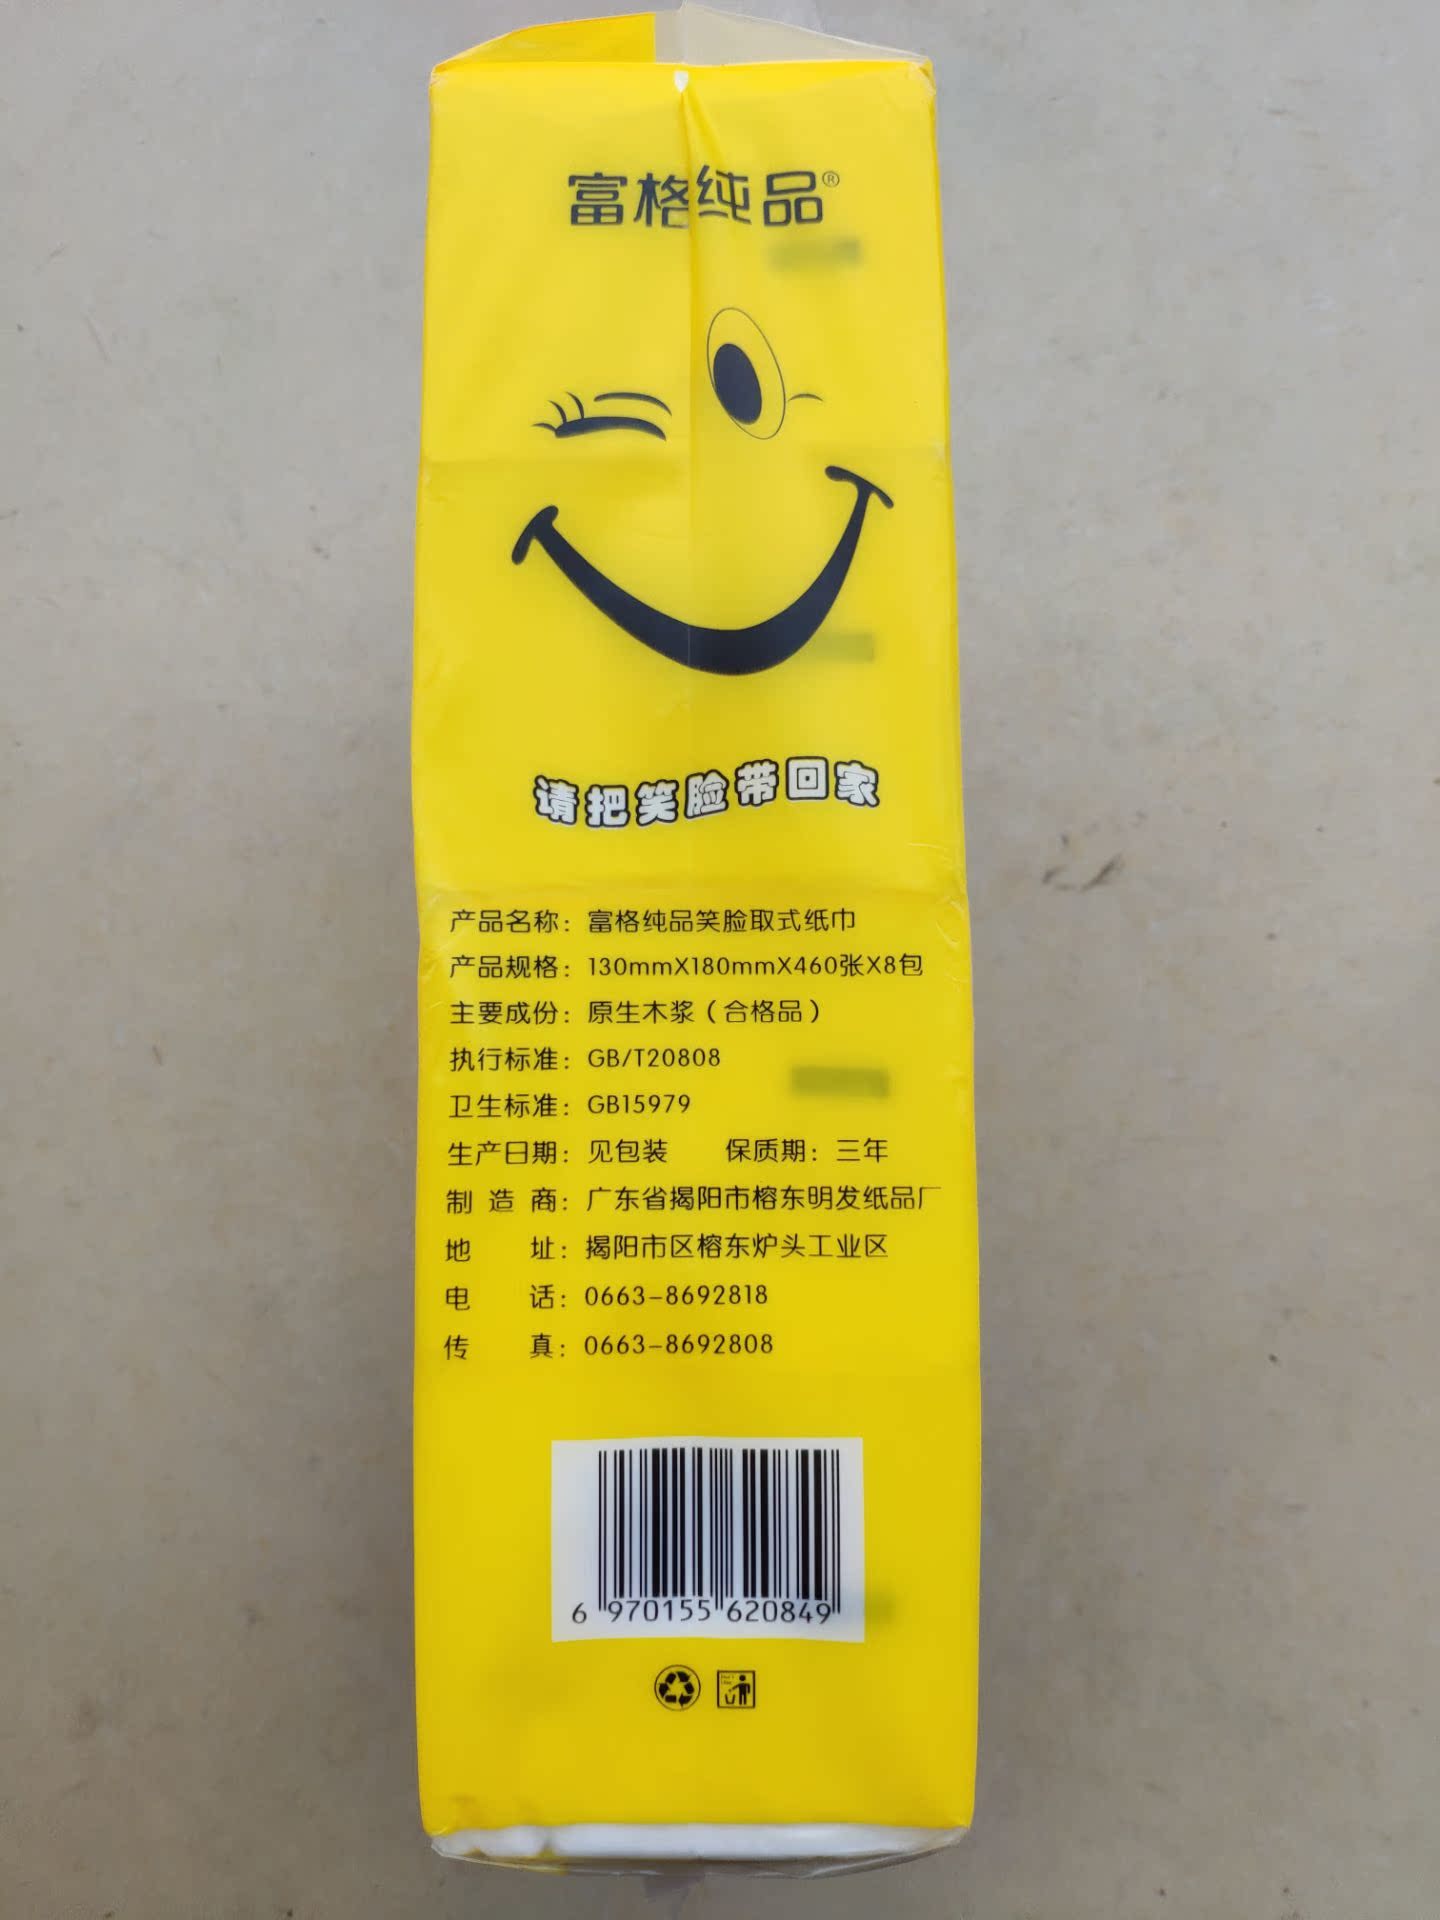 富格纯品®
请把笑脸带回家
产品名称：富格纯品笑脸取式纸巾
产品规格：130mmX180mmX460张X8包
主要成份：原生木浆（合格品）
执行标准：GB/T20808
卫生标准：GB15979
生产日期：见包装 保质期：三年
制造商：广东省揭阳市榕东明发纸品厂
地址：揭阳市区榕东炉头工业区
电话：0663-8692818
传真：0663-8692808
6 970155 620849